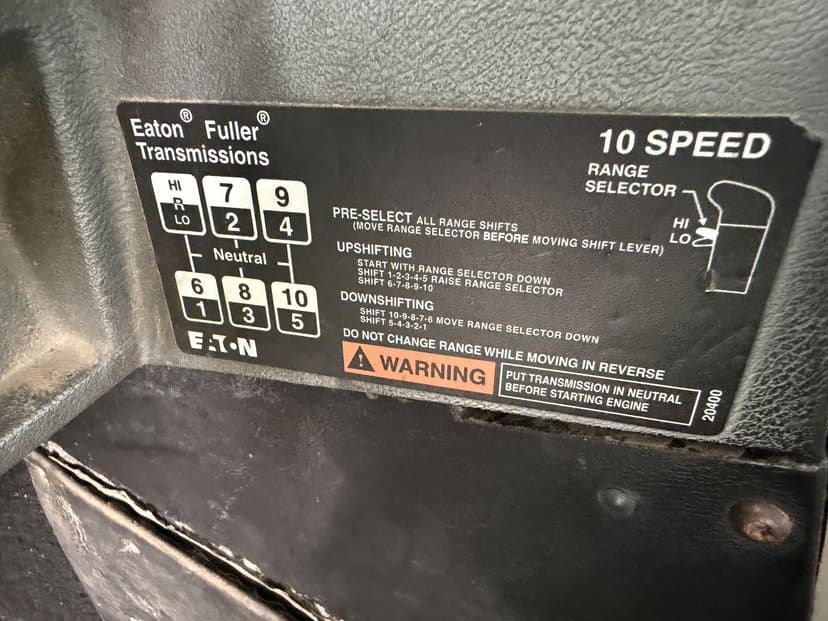 Eaton® Fuller®
Transmissions
10 SPEED
RANGE
SELECTOR
HI
LO
HI
R
LO
7
2
9
4
Neutral
6
1
8
3
10
5
EATON
PRE-SELECT ALL RANGE SHIFTS
(MOVE RANGE SELECTOR BEFORE MOVING SHIFT LEVER)
UPSHIFTING
START WITH RANGE SELECTOR DOWN
SHIFT 1-2-3-4-5 RAISE RANGE SELECTOR
SHIFT 6-7-8-9-10
DOWNSHIFTING
SHIFT 10-9-8-7-6 MOVE RANGE SELECTOR DOWN
SHIFT 5-4-3-2-1
DO NOT CHANGE RANGE WHILE MOVING IN REVERSE
WARNING
PUT TRANSMISSION IN NEUTRAL
BEFORE STARTING ENGINE
20400